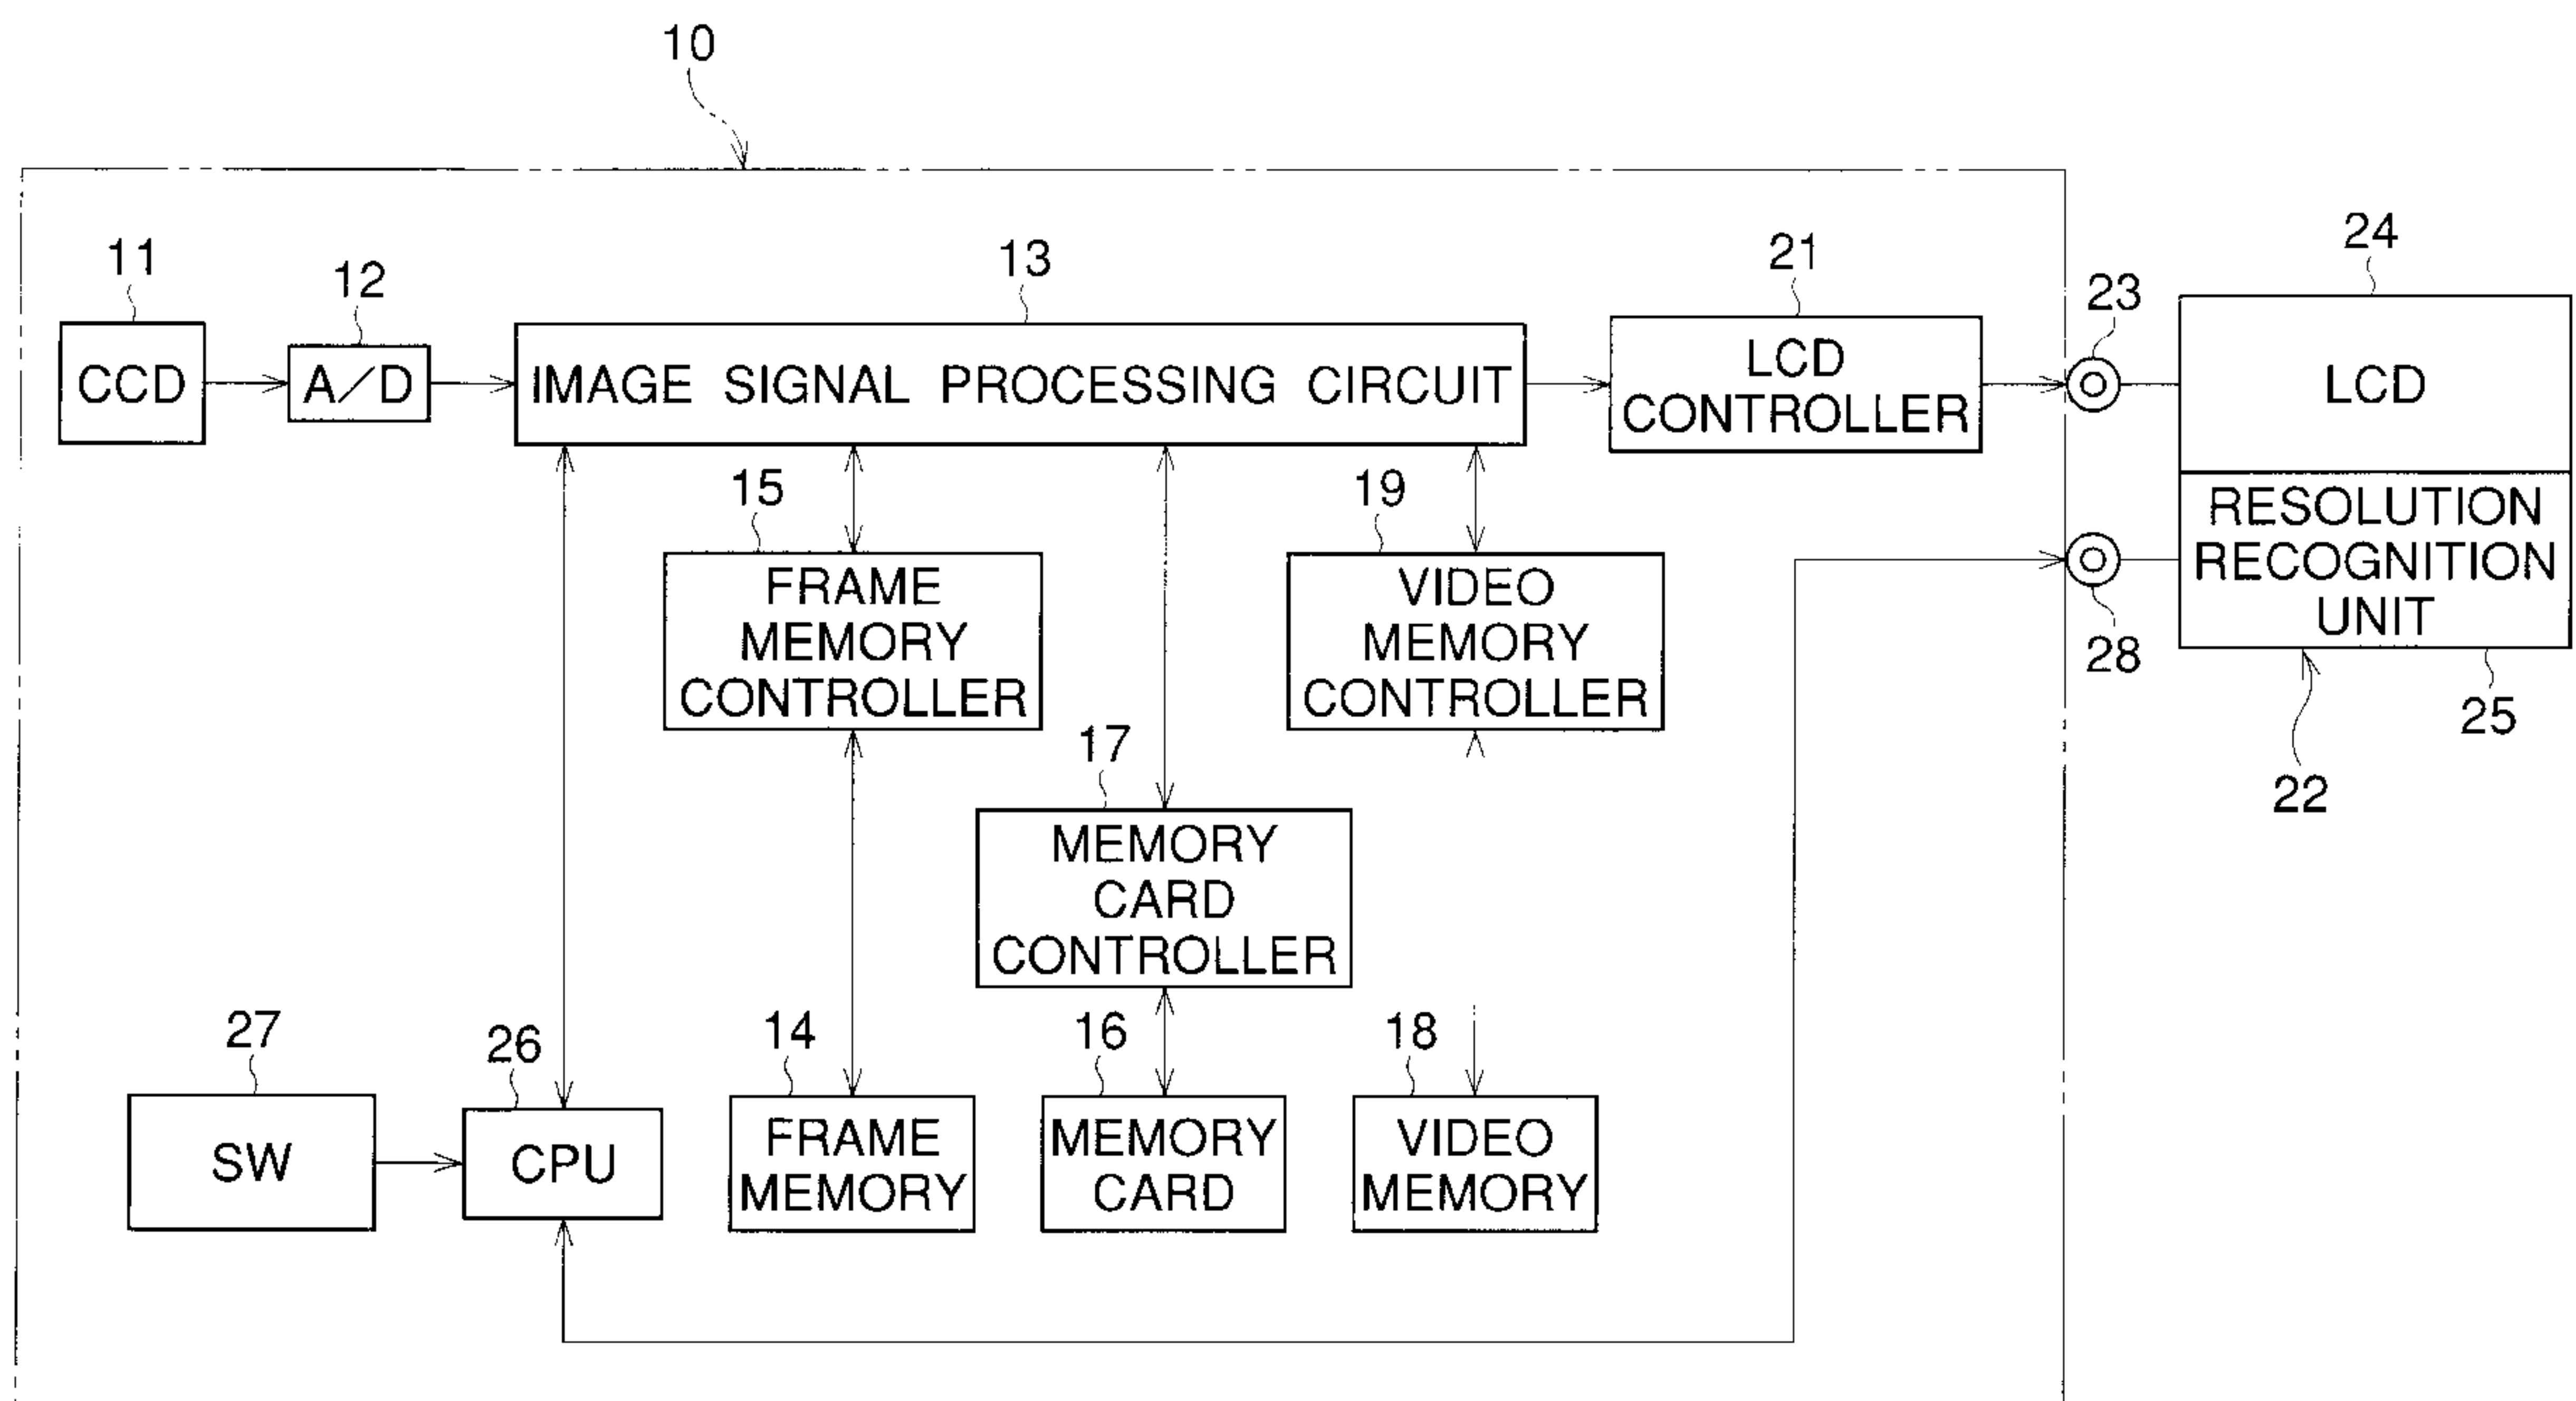 10
11
12
13
21
23
24
CCD
A/D
IMAGE SIGNAL PROCESSING CIRCUIT
LCD
CONTROLLER
LCD
15
19
FRAME
MEMORY
CONTROLLER
VIDEO
MEMORY
CONTROLLER
RESOLUTION
RECOGNITION
UNIT
28
25
22
17
MEMORY
CARD
CONTROLLER
27
26
14
16
18
SW
CPU
FRAME
MEMORY
MEMORY
CARD
VIDEO
MEMORY